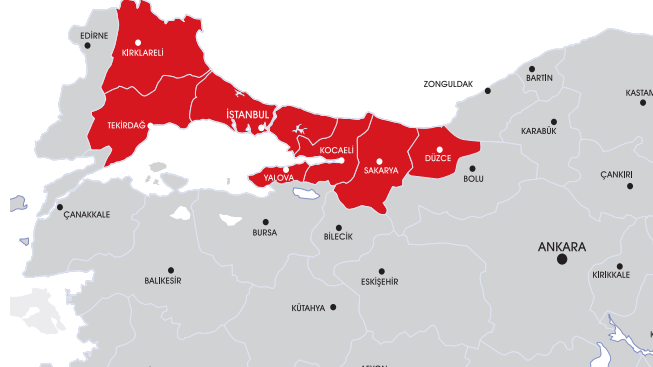 EDİRNE
KIRKLARELİ
ZONGULDAK
BARTIN
KASTAM
TEKİRDAĞ
İSTANBUL
KARABÜK
KOCAELİ
DÜZCE
SAKARYA
YALOVA
BOLU
ÇANKIRI
ÇANAKKALE
BURSA
BİLECİK
ANKARA
BALIKESİR
ESKİŞEHİR
KIRIKKALE
KÜTAHYA